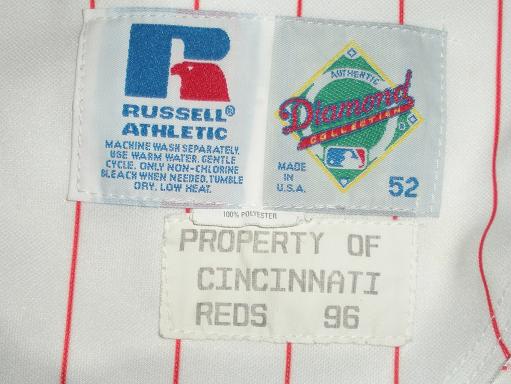 RUSSELL®
ATHLETIC
MACHINE WASH SEPARATELY.
USE WARM WATER, GENTLE
CYCLE. ONLY NON-CHLORINE
BLEACH WHEN NEEDED. TUMBLE
DRY, LOW HEAT.
AUTHENTIC
Diamond
COLLECTION
MADE
IN
U.S.A.
52
100% POLYESTER
PROPERTY OF
CINCINNATI
REDS 96